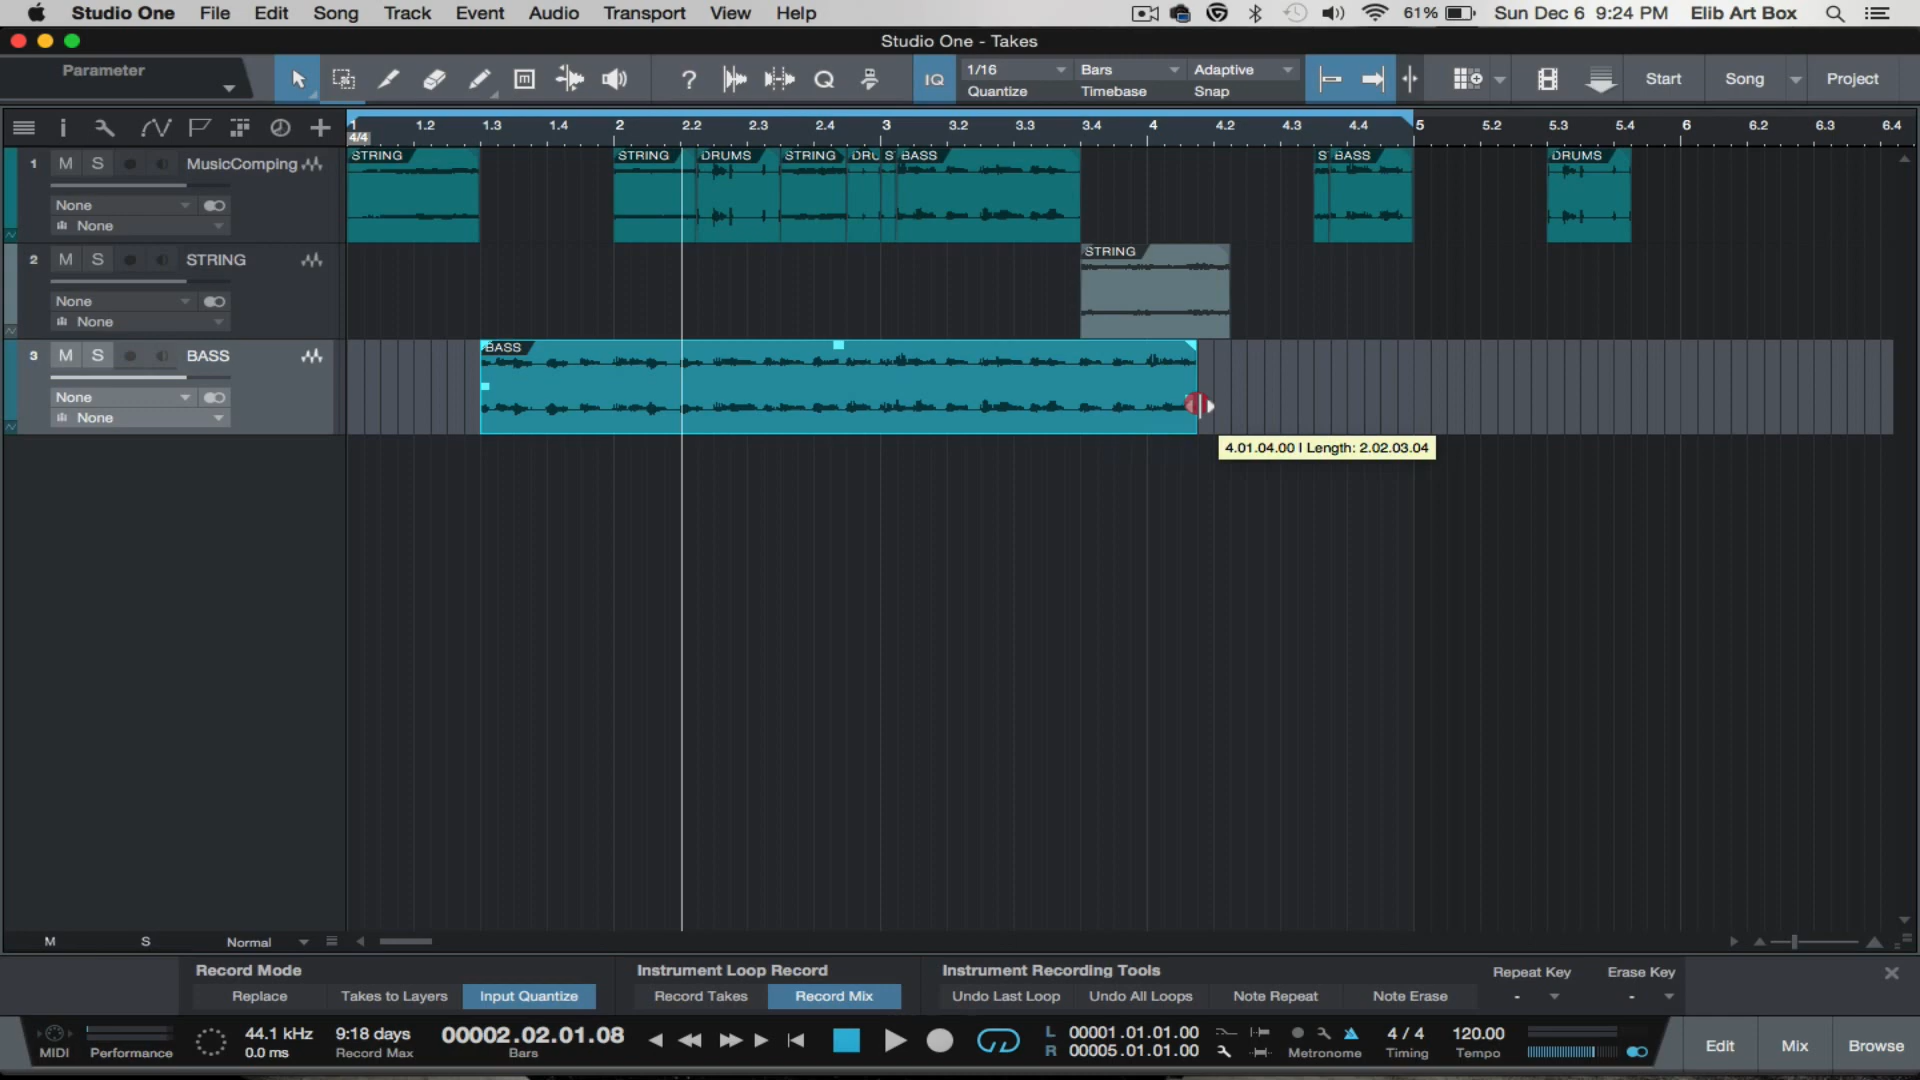 Studio One File Edit Song Track Event Audio Transport View Help 61% Sun Dec 6 9:24 PM Elib Art Box
Studio One - Takes
Parameter
IQ 1/16 Bars Adaptive Start Song Project
Quantize Timebase Snap
1 1.2 1.3 1.4 2 2.2 2.3 2.4 3 3.2 3.3 3.4 4 4.2 4.3 4.4 5 5.2 5.3 5.4 6 6.2 6.3 6.4
4/4
1 M S MusicComping
None
None
STRING STRING DRUMS STRING DRU S BASS S BASS DRUMS
2 M S STRING
None
None
STRING
3 M S BASS
None
None
BASS
4.01.04.00 | Length: 2.02.03.04
M S Normal
Record Mode Instrument Loop Record Instrument Recording Tools Repeat Key Erase Key
Replace Takes to Layers Input Quantize Record Takes Record Mix Undo Last Loop Undo All Loops Note Repeat Note Erase - -
44.1 kHz 9:18 days 00002.02.01.08 L 00001.01.01.00 4 / 4 120.00
MIDI Performance 0.0 ms Record Max Bars R 00005.01.01.00 Metronome Timing Tempo Edit Mix Browse